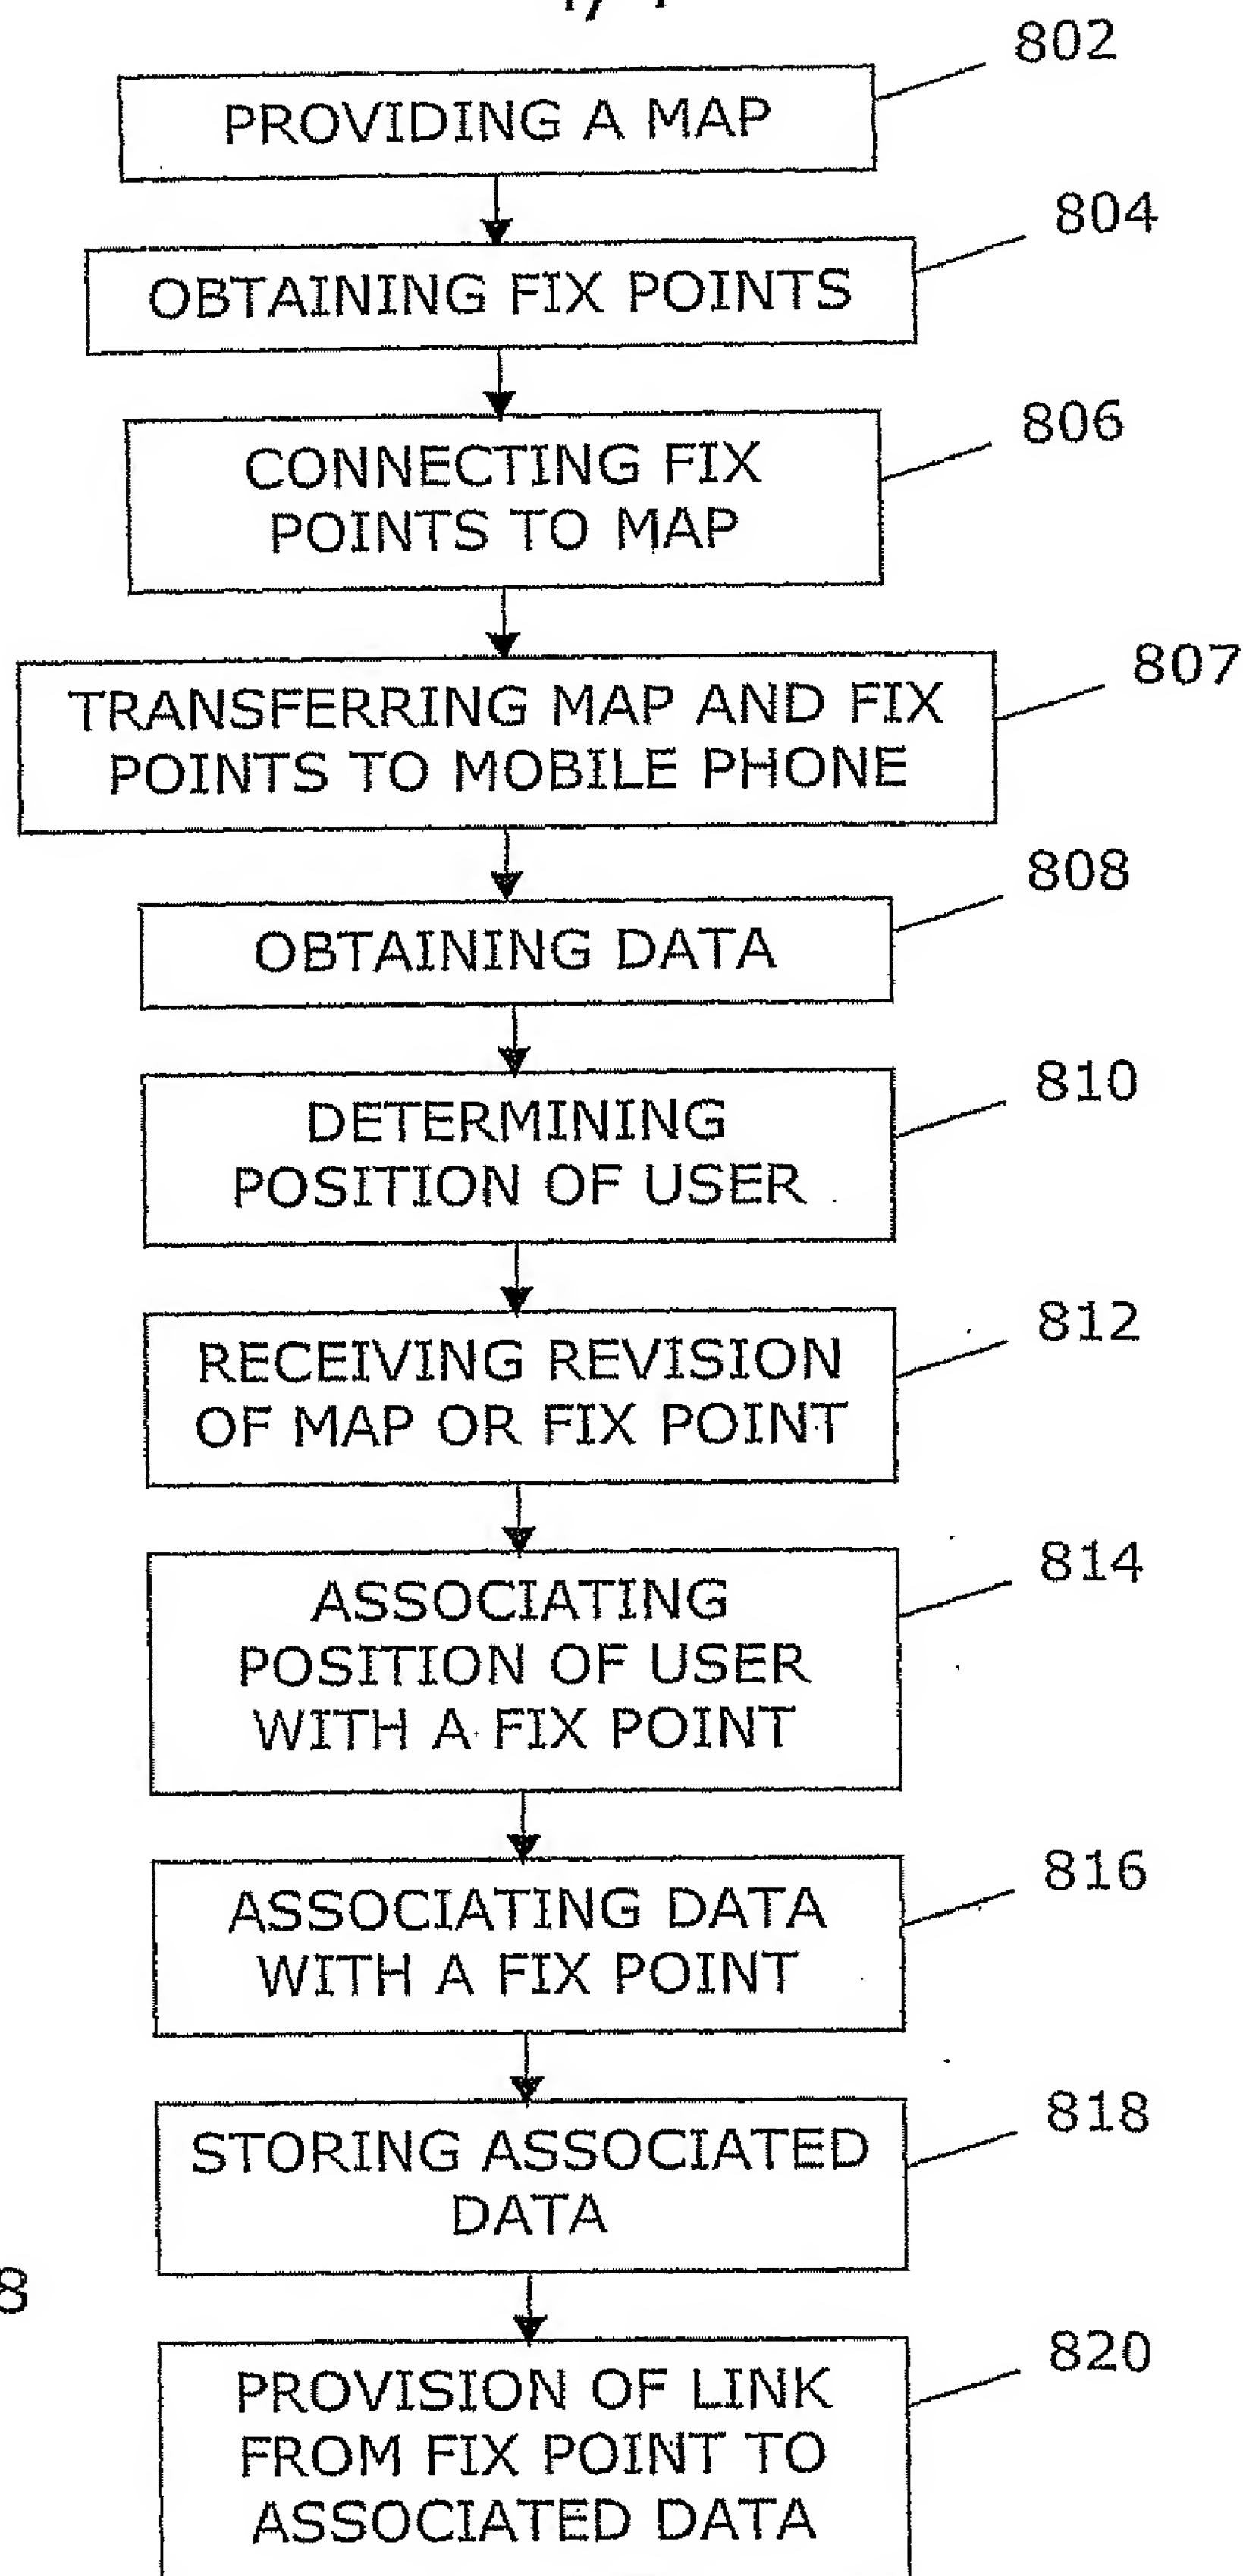 802
PROVIDING A MAP
804
OBTAINING FIX POINTS
806
CONNECTING FIX
POINTS TO MAP
807
TRANSFERRING MAP AND FIX
POINTS TO MOBILE PHONE
808
OBTAINING DATA
810
DETERMINING
POSITION OF USER
812
RECEIVING REVISION
OF MAP OR FIX POINT
814
ASSOCIATING
POSITION OF USER
WITH A FIX POINT
816
ASSOCIATING DATA
WITH A FIX POINT
818
STORING ASSOCIATED
DATA
8
820
PROVISION OF LINK
FROM FIX POINT TO
ASSOCIATED DATA